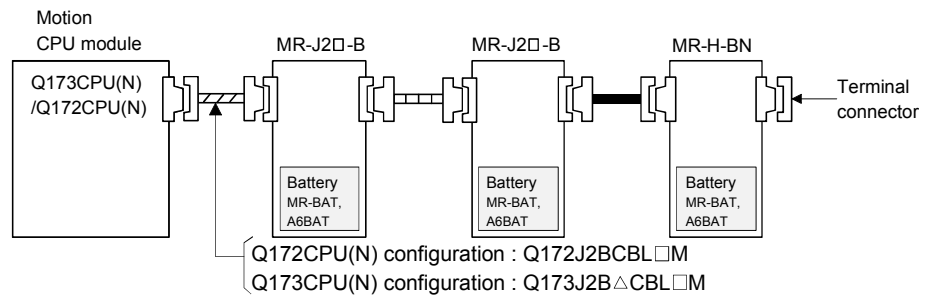 Motion
CPU module
MR-J2□-B
MR-J2□-B
MR-H-BN
Q173CPU(N)
/Q172CPU(N)
Terminal
connector
Battery
MR-BAT,
A6BAT
Battery
MR-BAT,
A6BAT
Battery
MR-BAT,
A6BAT
Q172CPU(N) configuration : Q172J2BCBL□M
Q173CPU(N) configuration : Q173J2B△CBL□M